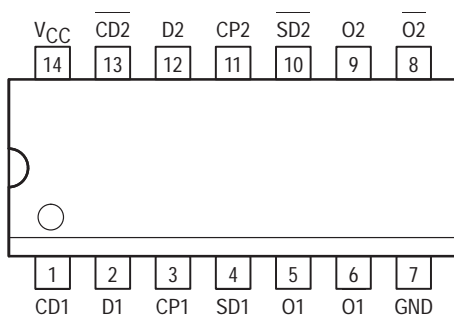 VCC CD2 D2 CP2 SD2 O2 O2
14 13 12 11 10 9 8
1 2 3 4 5 6 7
CD1 D1 CP1 SD1 O1 O1 GND